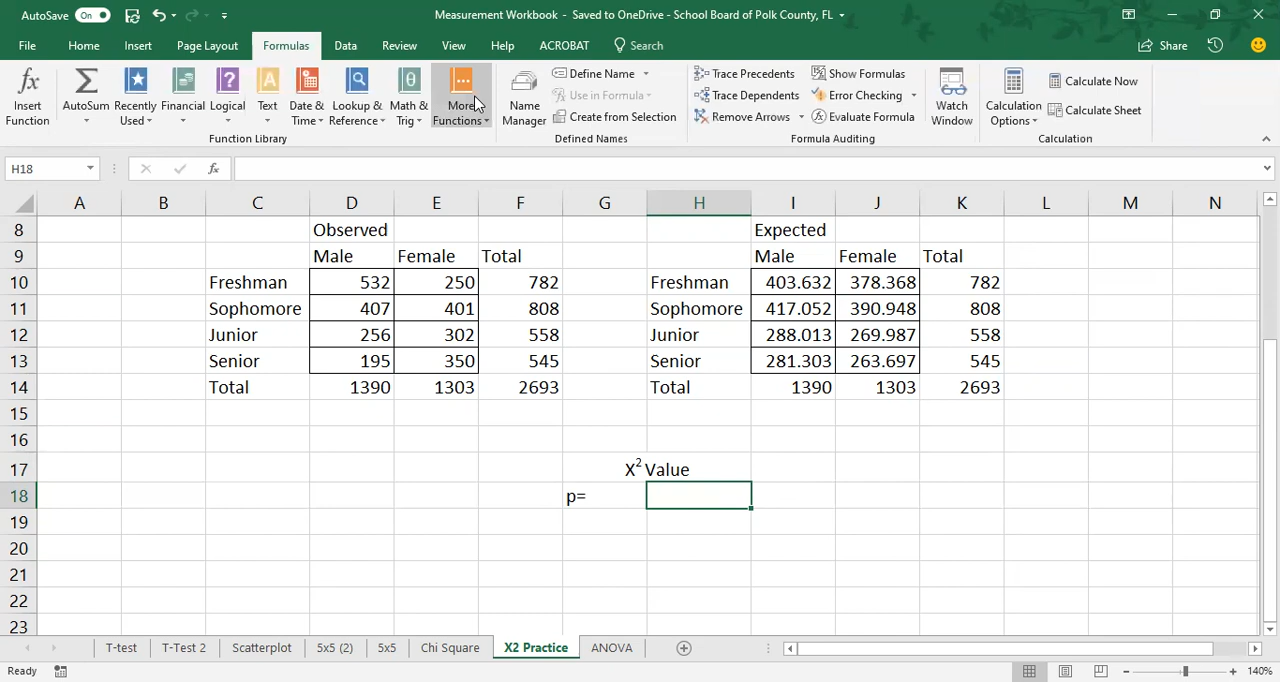 AutoSave On Measurement Workbook - Saved to OneDrive - School Board of Polk County, FL
File Home Insert Page Layout Formulas Data Review View Help ACROBAT Search Share
Insert Function AutoSum Recently Used Financial Logical Text Date & Time Lookup & Reference Math & Trig More Functions Name Manager Define Name Use in Formula Create from Selection Trace Precedents Trace Dependents Remove Arrows Show Formulas Error Checking Evaluate Formula Watch Window Calculation Options Calculate Now Calculate Sheet
Function Library Defined Names Formula Auditing Calculation
H18 fx
A B C D E F G H I J K L M N
8 Observed Expected
9 Male Female Total Male Female Total
10 Freshman 532 250 782 Freshman 403.632 378.368 782
11 Sophomore 407 401 808 Sophomore 417.052 390.948 808
12 Junior 256 302 558 Junior 288.013 269.987 558
13 Senior 195 350 545 Senior 281.303 263.697 545
14 Total 1390 1303 2693 Total 1390 1303 2693
15
16
17 X² Value
18 p=
19
20
21
22
23
T-test T-Test 2 Scatterplot 5x5 (2) 5x5 Chi Square X2 Practice ANOVA
Ready 140%